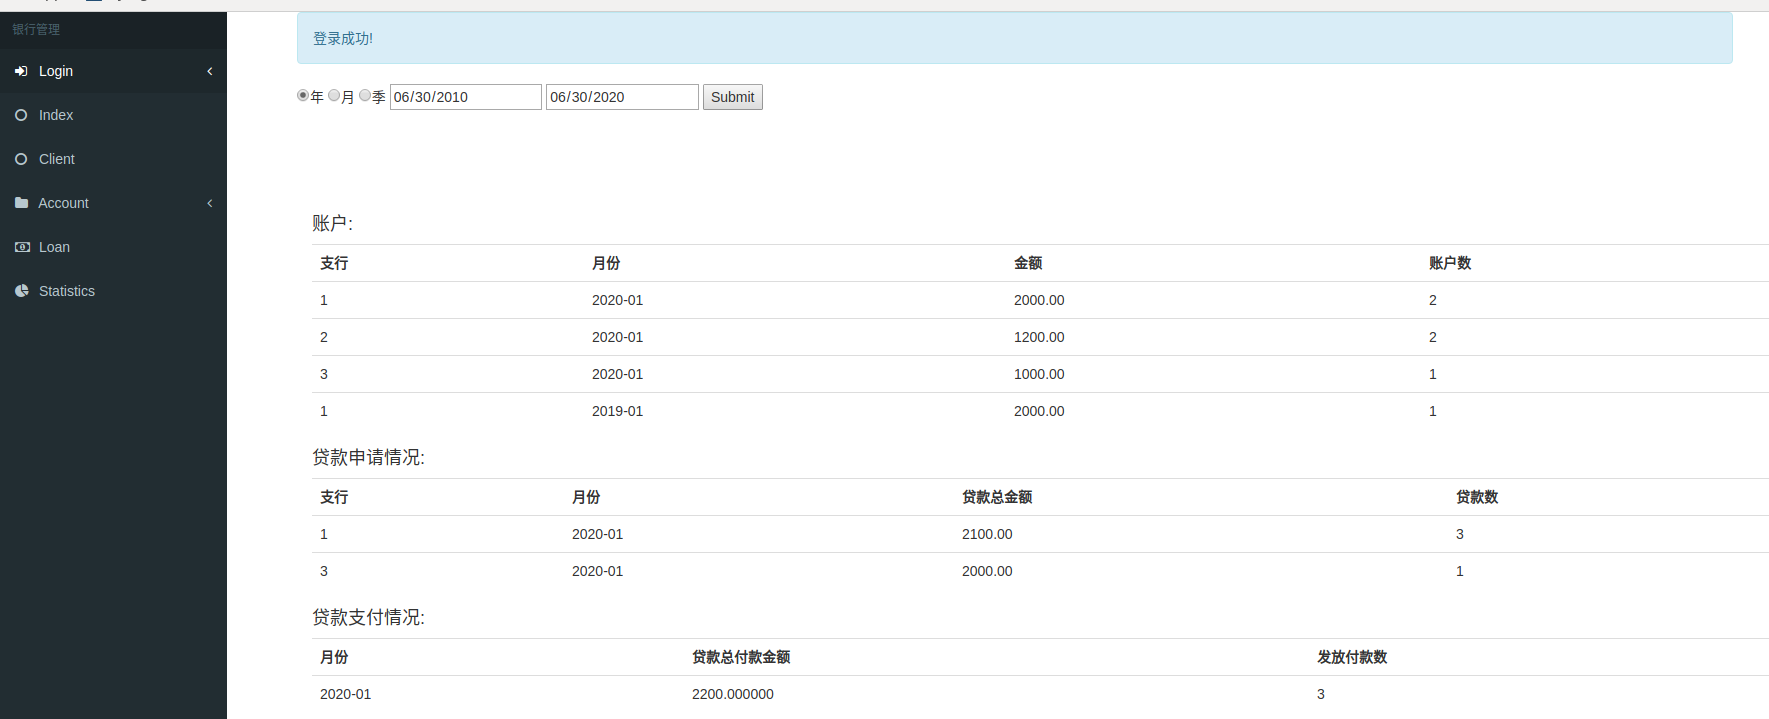 银行管理
Login
Index
Client
Account
Loan
Statistics
登录成功!
年 月 季 06/30/2010 06/30/2020 Submit
账户:
支行 月份 金额 账户数
1 2020-01 2000.00 2
2 2020-01 1200.00 2
3 2020-01 1000.00 1
1 2019-01 2000.00 1
贷款申请情况:
支行 月份 贷款总金额 贷款数
1 2020-01 2100.00 3
3 2020-01 2000.00 1
贷款支付情况:
月份 贷款总付款金额 发放付款数
2020-01 2200.000000 3